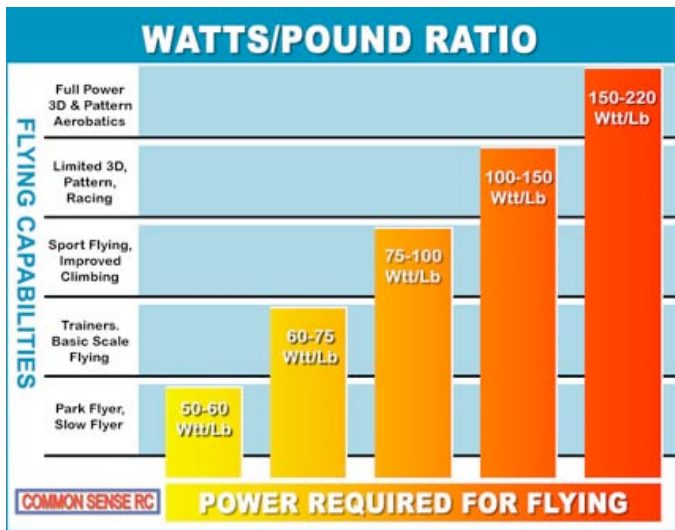 WATTS/POUND RATIO
FLYING CAPABILITIES
Full Power
3D & Pattern
Aerobatics
150-220
Wtt/Lb
Limited 3D,
Pattern,
Racing
100-150
Wtt/Lb
Sport Flying,
Improved
Climbing
75-100
Wtt/Lb
Trainers.
Basic Scale
Flying
60-75
Wtt/Lb
Park Flyer,
Slow Flyer
50-60
Wtt/Lb
COMMON SENSE RC
POWER REQUIRED FOR FLYING